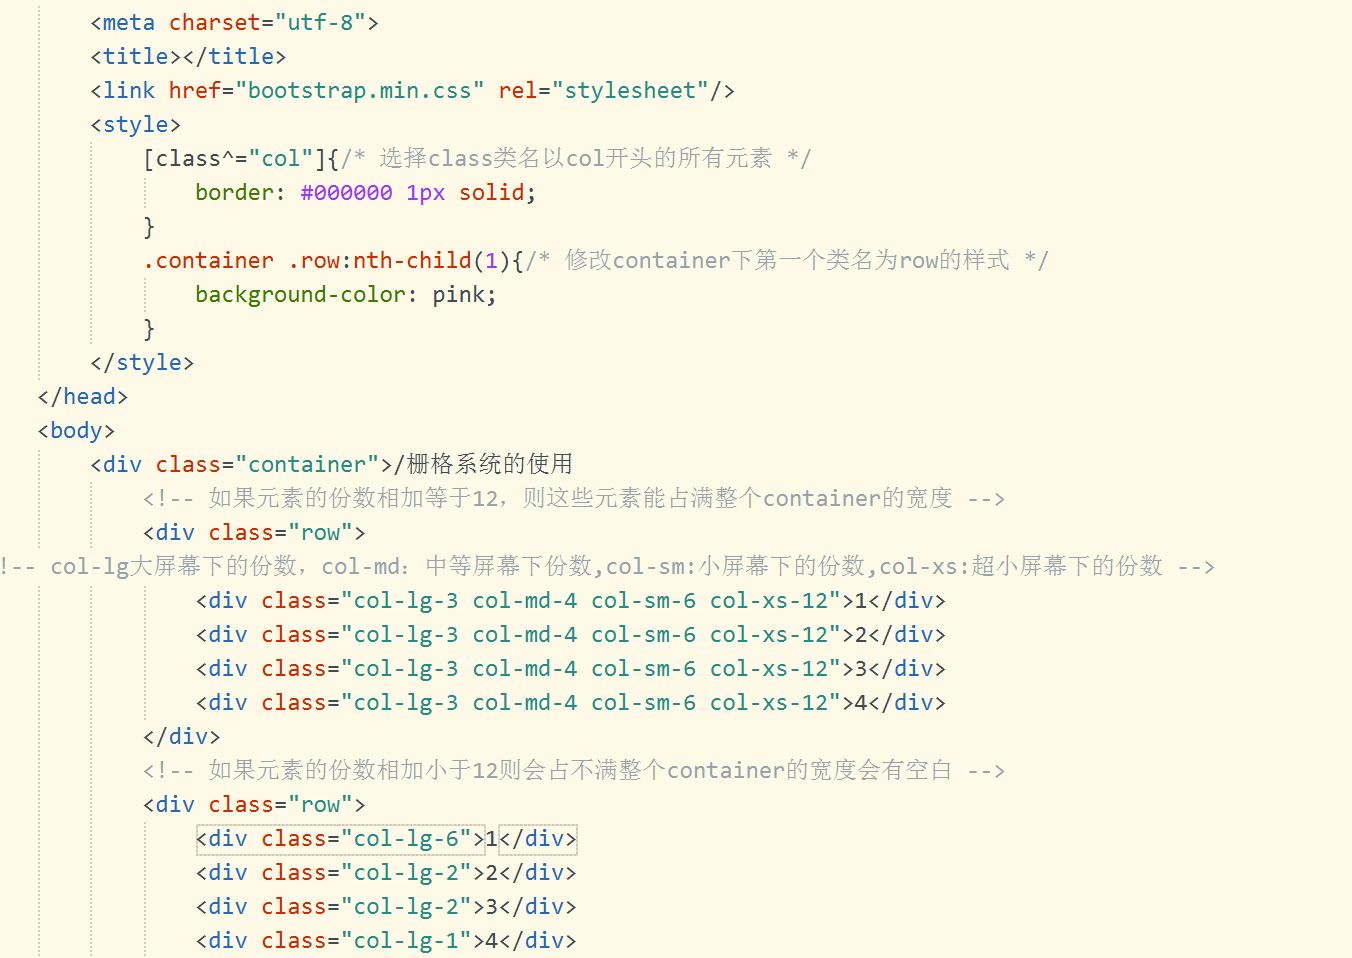 <meta charset="utf-8">
<title></title>
<link href="bootstrap.min.css" rel="stylesheet"/>
<style>
[class^="col"]{/* 选择class类名以col开头的所有元素 */
border: #000000 1px solid;
}
.container .row:nth-child(1){/* 修改container下第一个类名为row的样式 */
background-color: pink;
}
</style>
</head>
<body>
<div class="container">/栅格系统的使用
<!-- 如果元素的份数相加等于12，则这些元素能占满整个container的宽度 -->
<div class="row">
!-- col-lg大屏幕下的份数，col-md：中等屏幕下份数,col-sm:小屏幕下的份数,col-xs:超小屏幕下的份数 -->
<div class="col-lg-3 col-md-4 col-sm-6 col-xs-12">1</div>
<div class="col-lg-3 col-md-4 col-sm-6 col-xs-12">2</div>
<div class="col-lg-3 col-md-4 col-sm-6 col-xs-12">3</div>
<div class="col-lg-3 col-md-4 col-sm-6 col-xs-12">4</div>
</div>
<!-- 如果元素的份数相加小于12则会占不满整个container的宽度会有空白 -->
<div class="row">
<div class="col-lg-6">1</div>
<div class="col-lg-2">2</div>
<div class="col-lg-2">3</div>
<div class="col-lg-1">4</div>